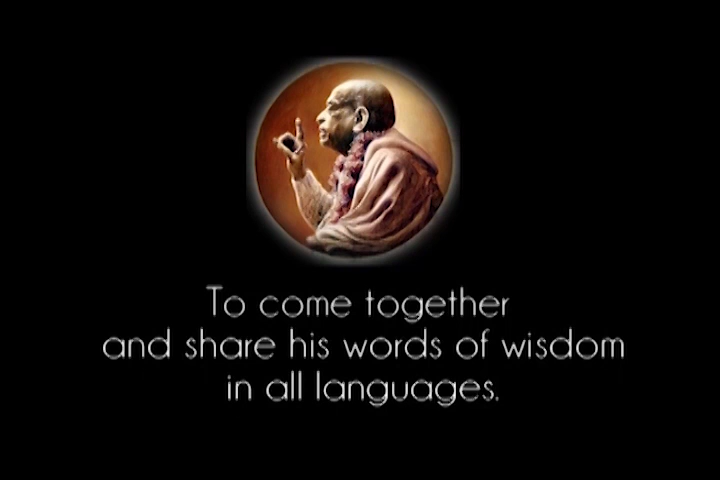 To come together
and share his words of wisdom
in all languages.